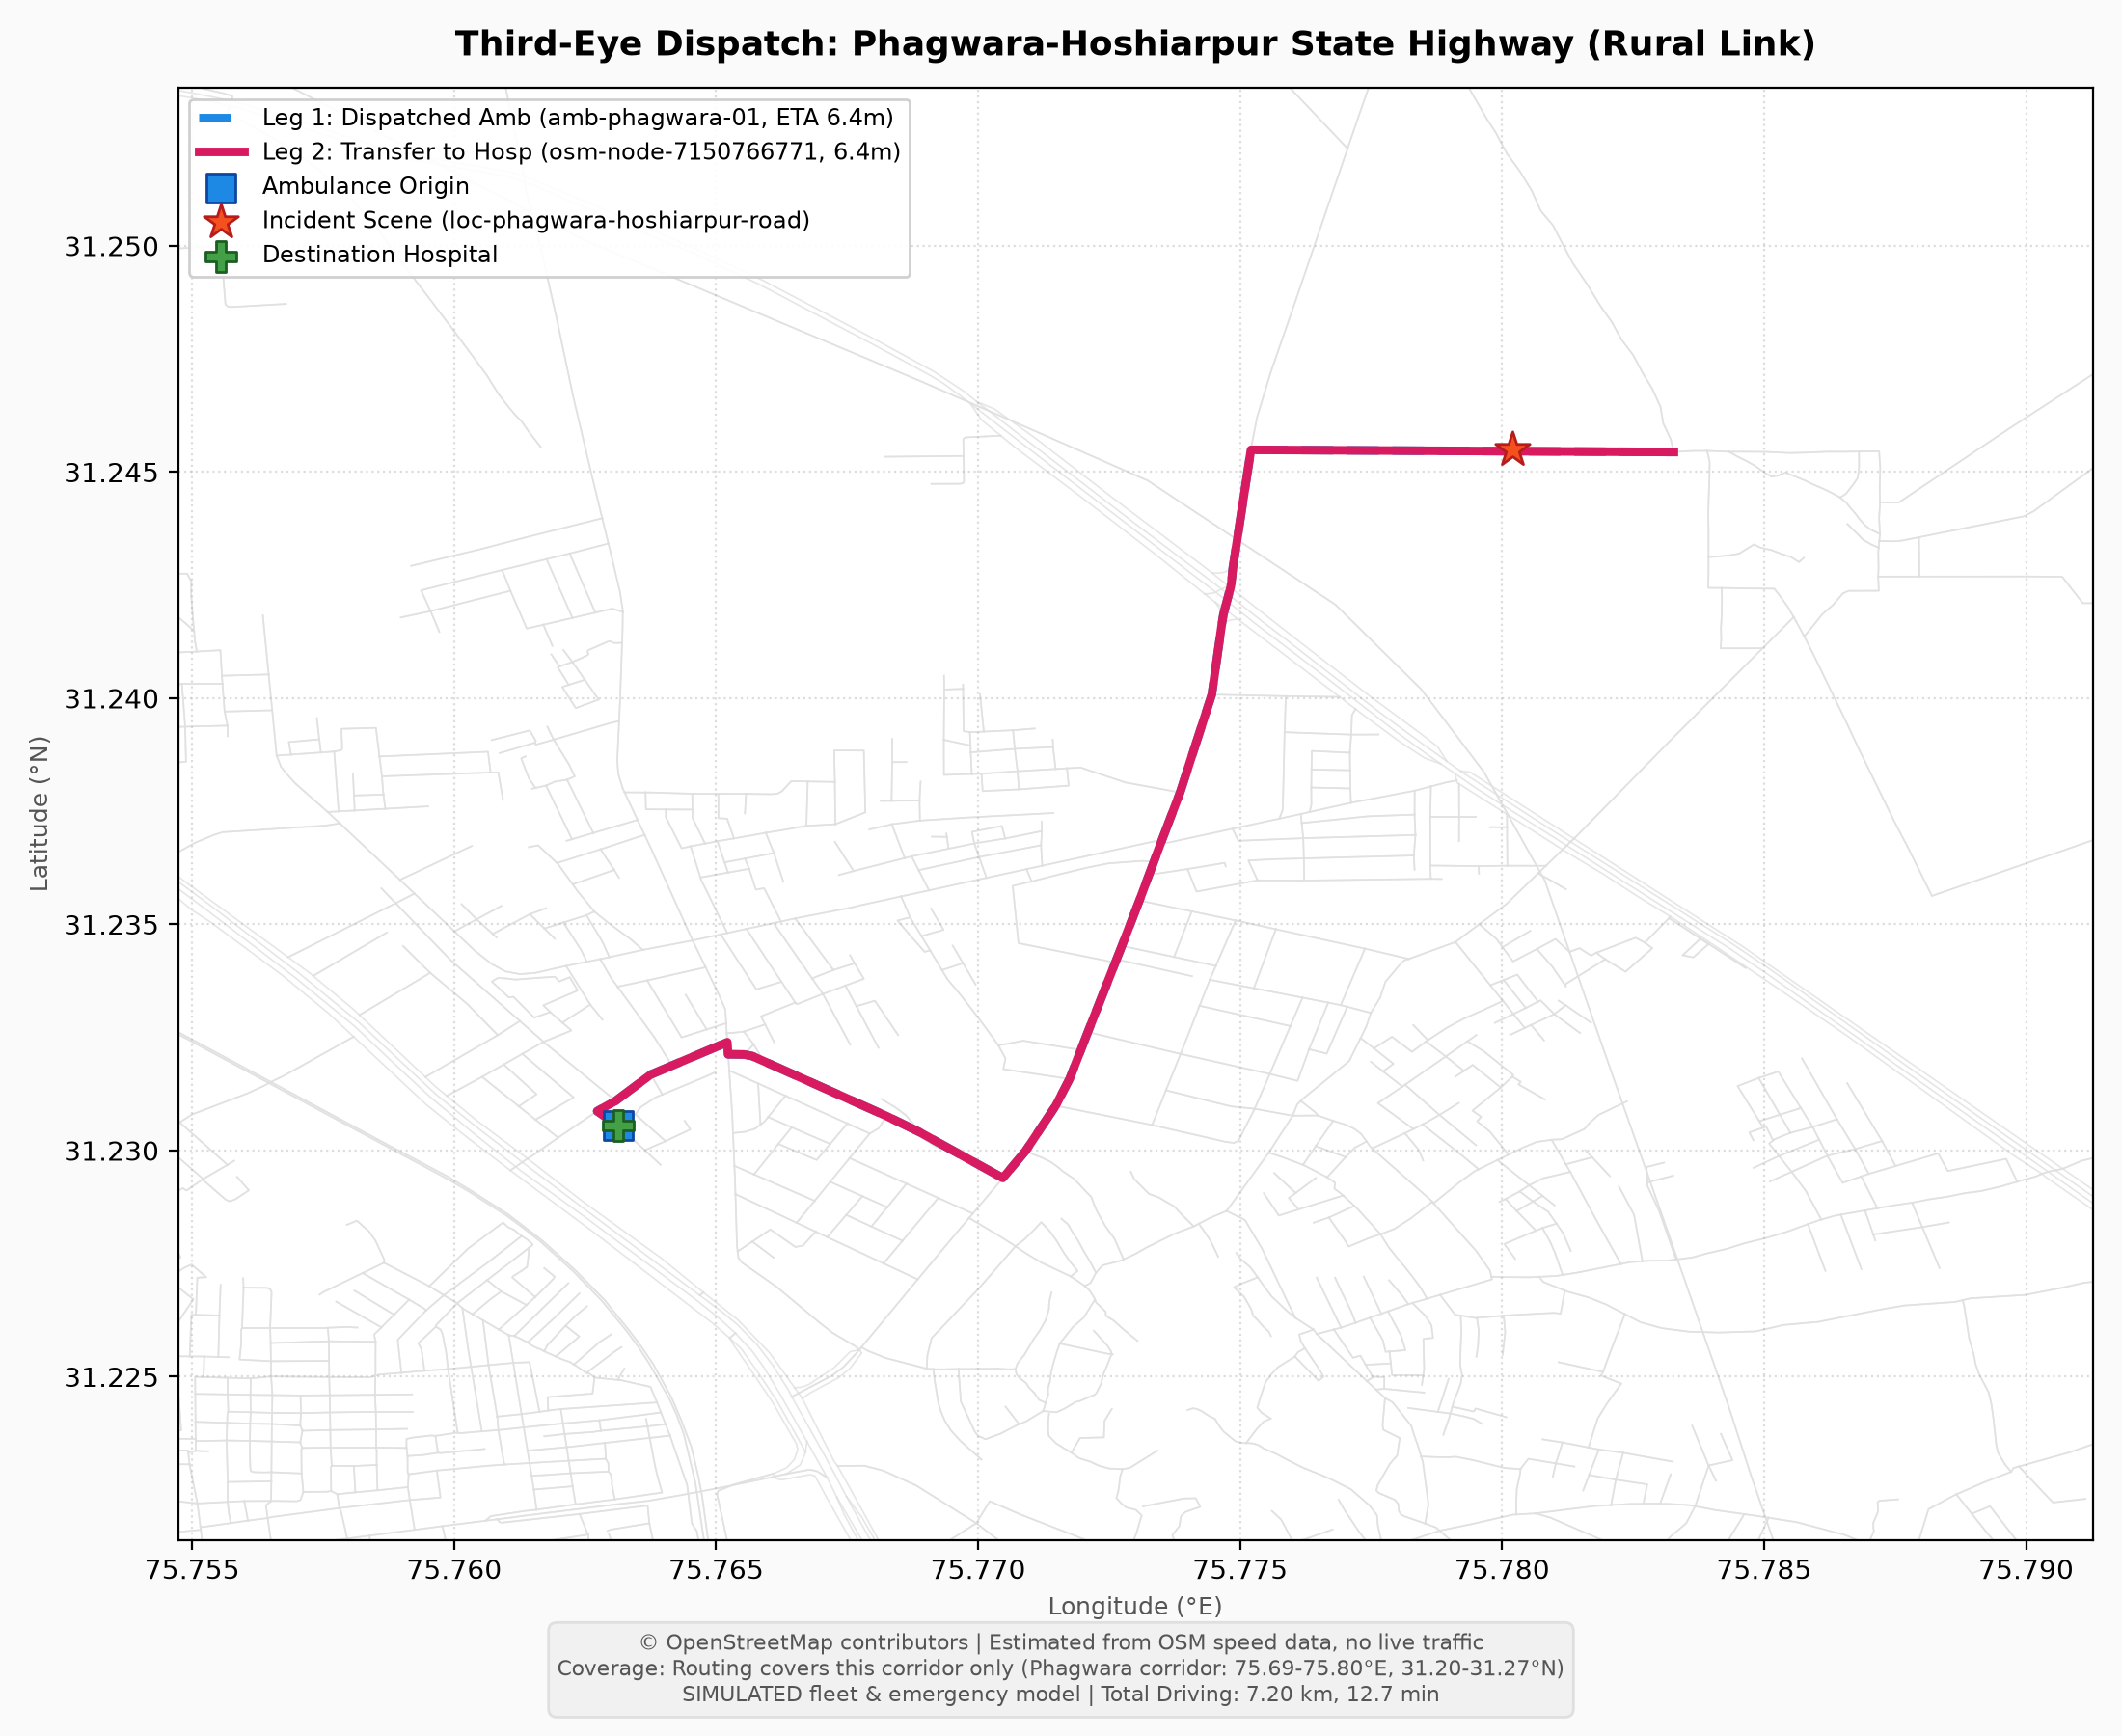 Third-Eye Dispatch: Phagwara-Hoshiarpur State Highway (Rural Link)
Leg 1: Dispatched Amb (amb-phagwara-01, ETA 6.4m)
Leg 2: Transfer to Hosp (osm-node-7150766771, 6.4m)
Ambulance Origin
Incident Scene (loc-phagwara-hoshiarpur-road)
Destination Hospital
31.250
31.245
31.240
31.235
31.230
31.225
Latitude (°N)
75.755 75.760 75.765 75.770 75.775 75.780 75.785 75.790
Longitude (°E)
© OpenStreetMap contributors | Estimated from OSM speed data, no live traffic
Coverage: Routing covers this corridor only (Phagwara corridor: 75.69-75.80°E, 31.20-31.27°N)
SIMULATED fleet & emergency model | Total Driving: 7.20 km, 12.7 min